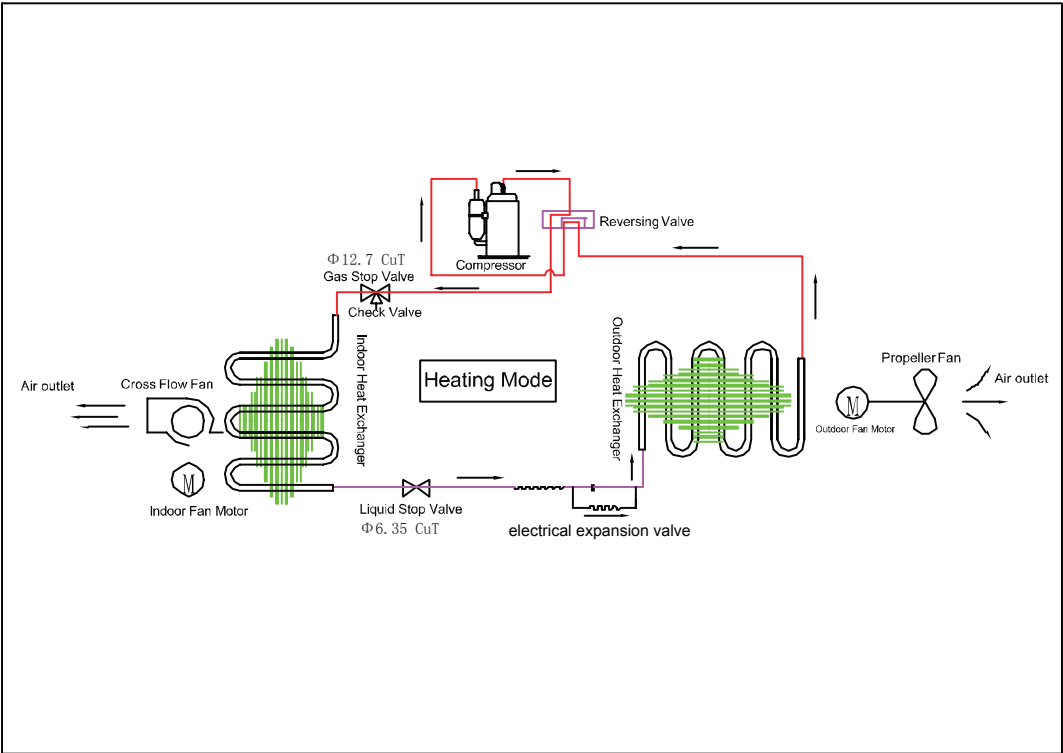 Reversing Valve
Compressor
Φ12.7 CuT
Gas Stop Valve
Check Valve
Indoor Heat Exchanger
Heating Mode
Outdoor Heat Exchanger
Propeller Fan
Air outlet
Cross Flow Fan
Air outlet
M
Outdoor Fan Motor
M
Indoor Fan Motor
Liquid Stop Valve
Φ6.35 CuT
electrical expansion valve